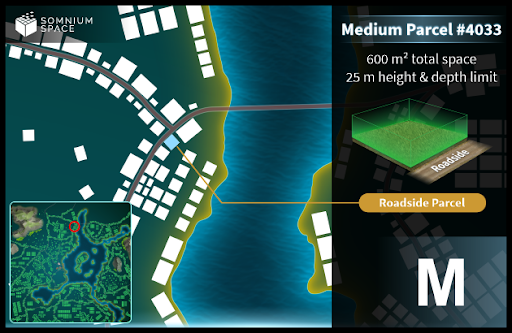 SOMNIUM
SPACE
Medium Parcel #4033
600 m² total space
25 m height & depth limit
Roadside
Roadside Parcel
M